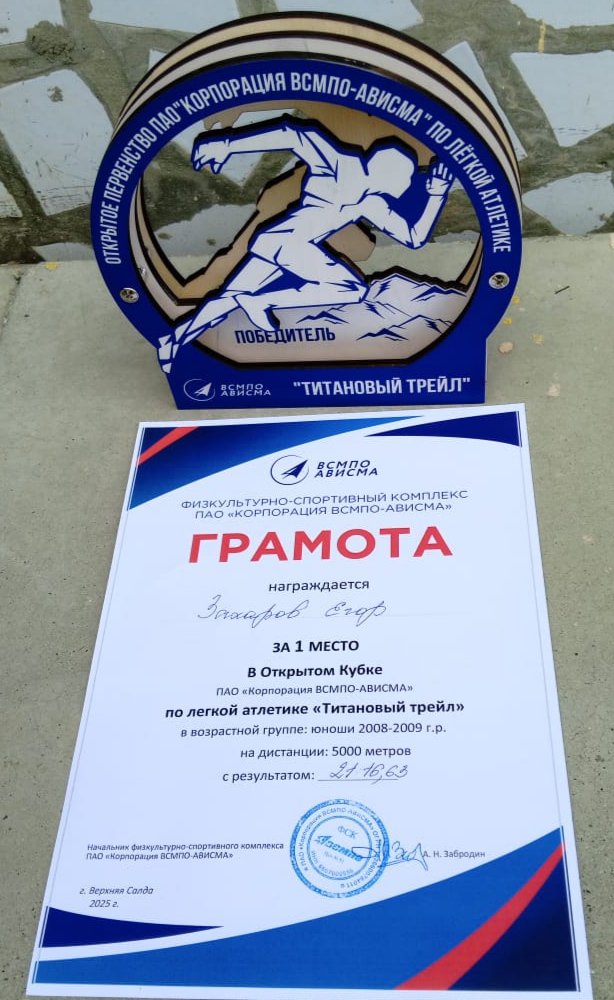 ОТКРЫТОЕ ПЕРВЕНСТВО ПАО"КОРПОРАЦИЯ ВСМПО-АВИСМА" ПО ЛЁГКОЙ АТЛЕТИКЕ
ПОБЕДИТЕЛЬ
ВСМПО
АВИСМА
"ТИТАНОВЫЙ ТРЕЙЛ"
ВСМПО
АВИСМА
ФИЗКУЛЬТУРНО-СПОРТИВНЫЙ КОМПЛЕКС
ПАО «КОРПОРАЦИЯ ВСМПО-АВИСМА»
ГРАМОТА
награждается
Захаров Егор
ЗА 1 МЕСТО
В Открытом Кубке
ПАО «Корпорация ВСМПО-АВИСМА»
по легкой атлетике «Титановый трейл»
в возрастной группе: юноши 2008-2009 г.р.
на дистанции: 5000 метров
с результатом: 21 16,63
ФСК
Начальник физкультурно-спортивного комплекса
ПАО «Корпорация ВСМПО-АВИСМА»
А. Н. Забродин
г. Верхняя Салда
2025 г.